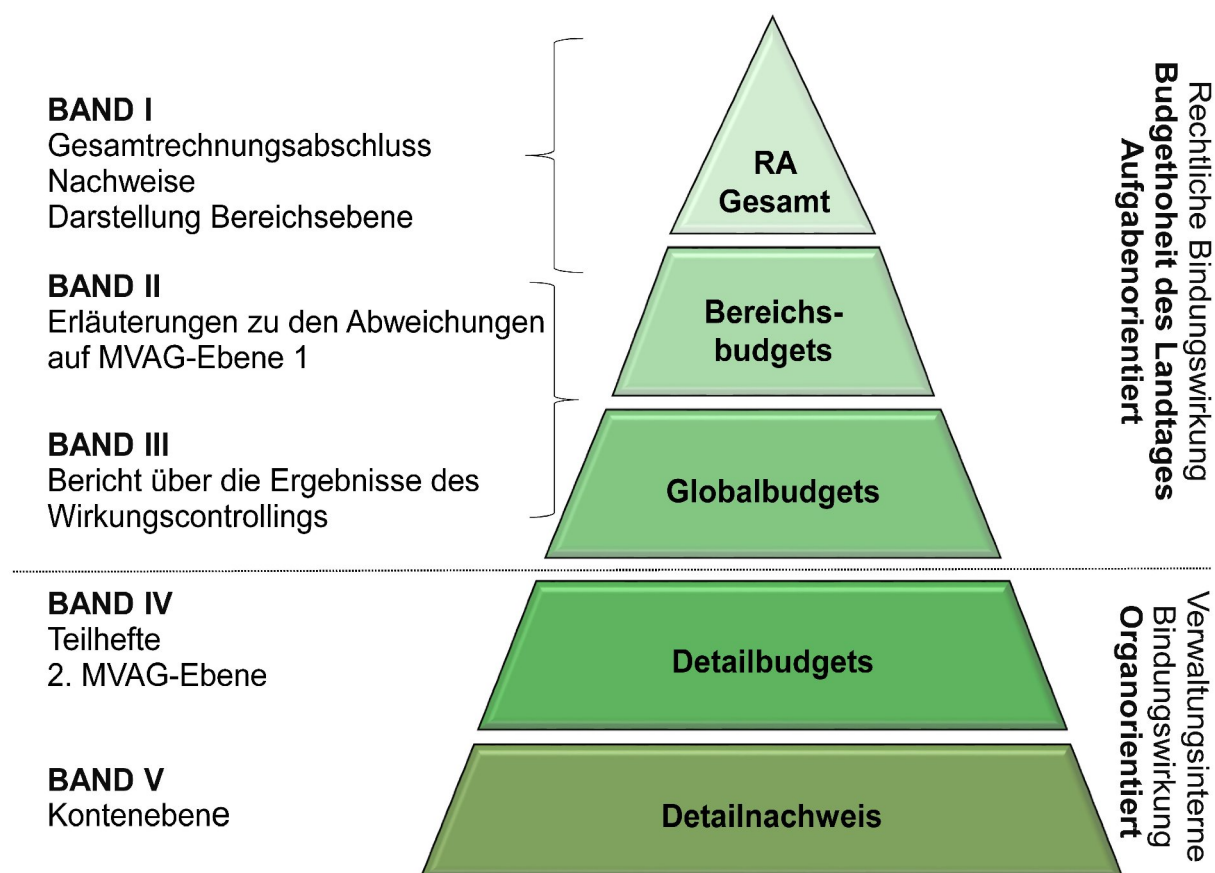 BAND I
Gesamtrechnungsabschluss
Nachweise
Darstellung Bereichsebene
BAND II
Erläuterungen zu den Abweichungen
auf MVAG-Ebene 1
BAND III
Bericht über die Ergebnisse des
Wirkungscontrollings
BAND IV
Teilhefte
2. MVAG-Ebene
BAND V
Kontenebene
RA
Gesamt
Bereichs-
budgets
Globalbudgets
Detailbudgets
Detailnachweis
Rechtliche Bindungswirkung
Budgethoheit des Landtages
Aufgabenorientiert
Verwaltungsinterne
Bindungswirkung
Organorientiert